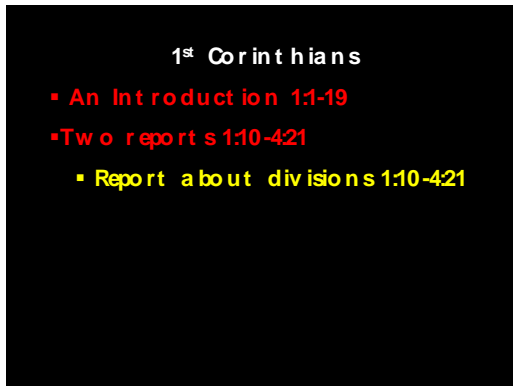 1st Corinthians
▪ An Introduction 1:1-19
▪Two reports 1:10-4:21
▪ Report about divisions 1:10-4:21